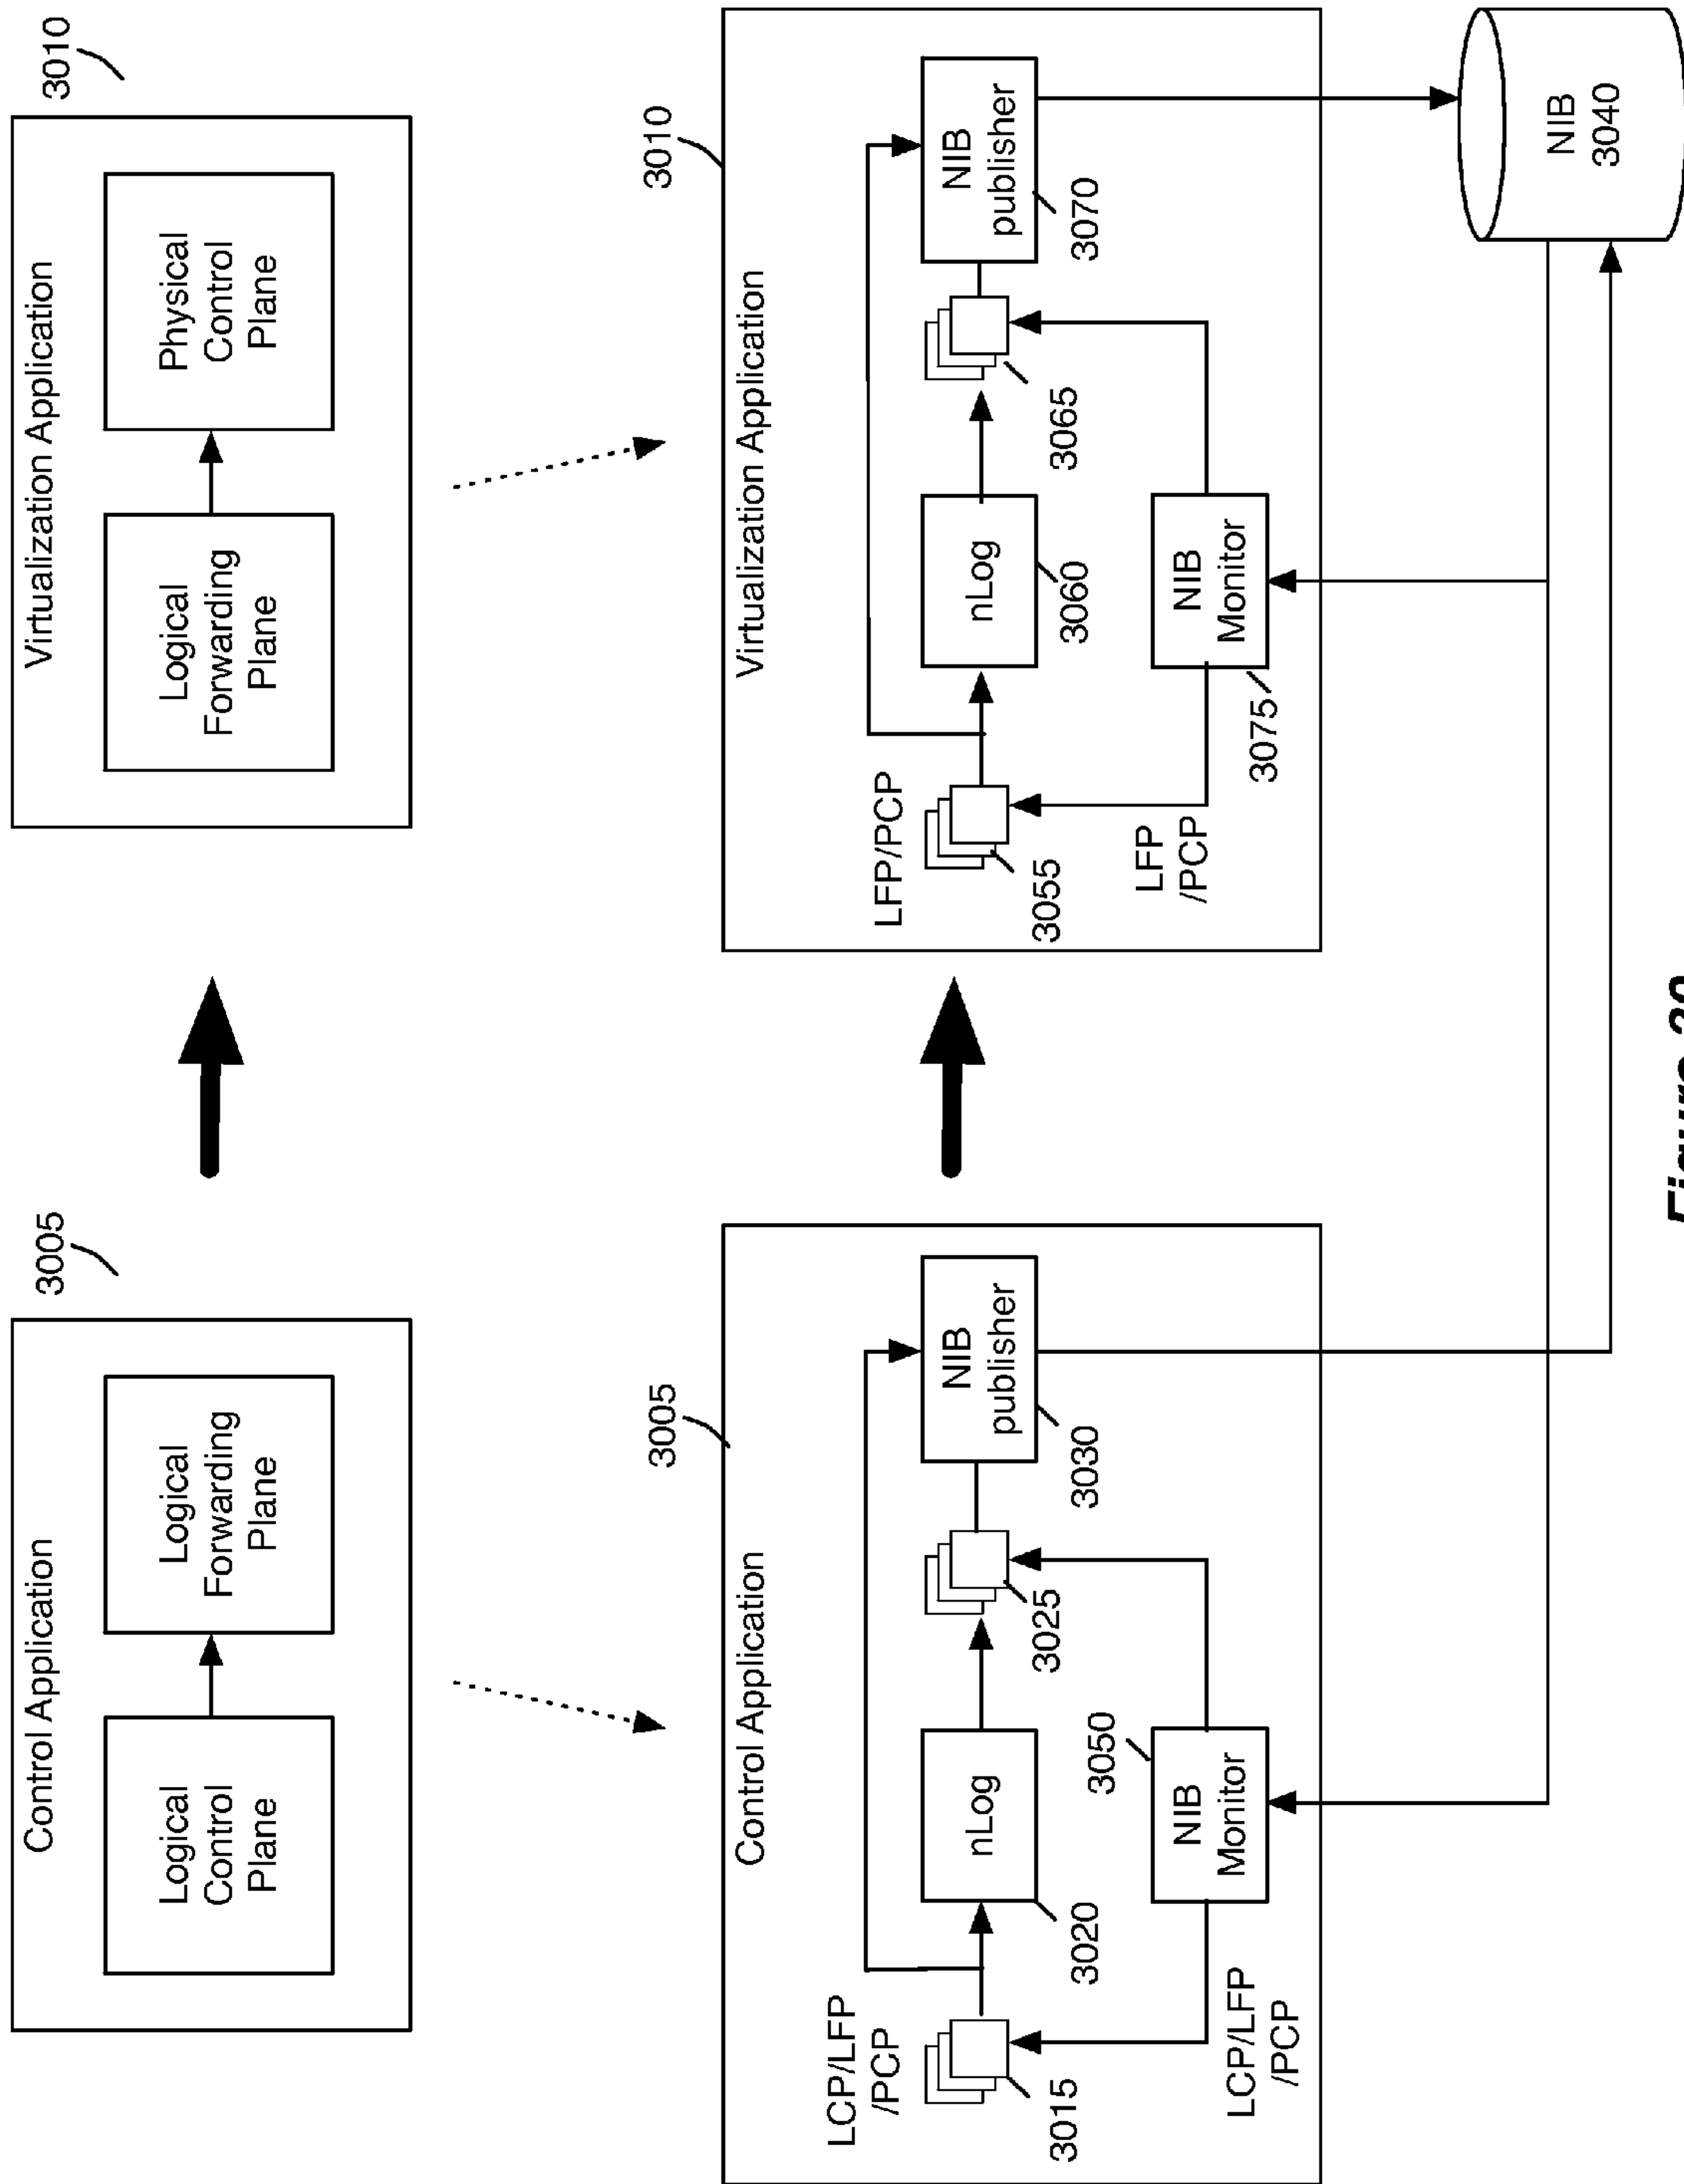 3005
3010
Control Application
Logical
Control
Plane
Logical
Forwarding
Plane
Virtualization Application
Logical
Forwarding
Plane
Physical
Control
Plane
3005
3010
Control Application
LCP/LFP
/PCP
3015
nLog
3020
3025
NIB
publisher
3030
LCP/LFP
/PCP
NIB
Monitor
3050
Virtualization Application
LFP/PCP
3055
nLog
3060
3065
NIB
publisher
3070
LFP
/PCP
NIB
Monitor
3075
NIB
3040
Figure